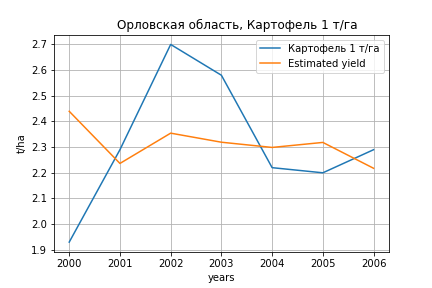 Орловская область, Картофель 1 т/га
Картофель 1 т/га
Estimated yield
t/ha
2.7
2.6
2.5
2.4
2.3
2.2
2.1
2.0
1.9
2000 2001 2002 2003 2004 2005 2006
years